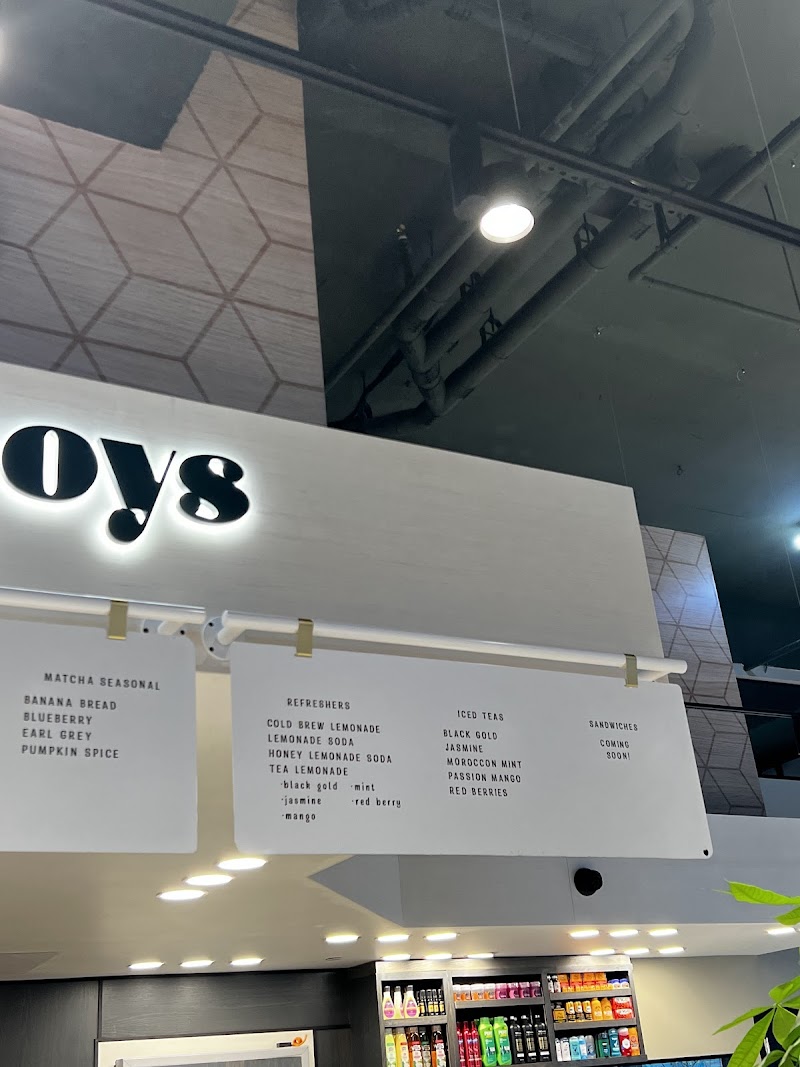 oys
MATCHA SEASONAL
BANANA BREAD
BLUEBERRY
EARL GREY
PUMPKIN SPICE
REFRESHERS
COLD BREW LEMONADE
LEMONADE SODA
HONEY LEMONADE SODA
TEA LEMONADE
·black gold ·mint
·jasmine ·red berry
·mango
ICED TEAS
BLACK GOLD
JASMINE
MOROCCON MINT
PASSION MANGO
RED BERRIES
SANDWICHES
COMING
SOON!